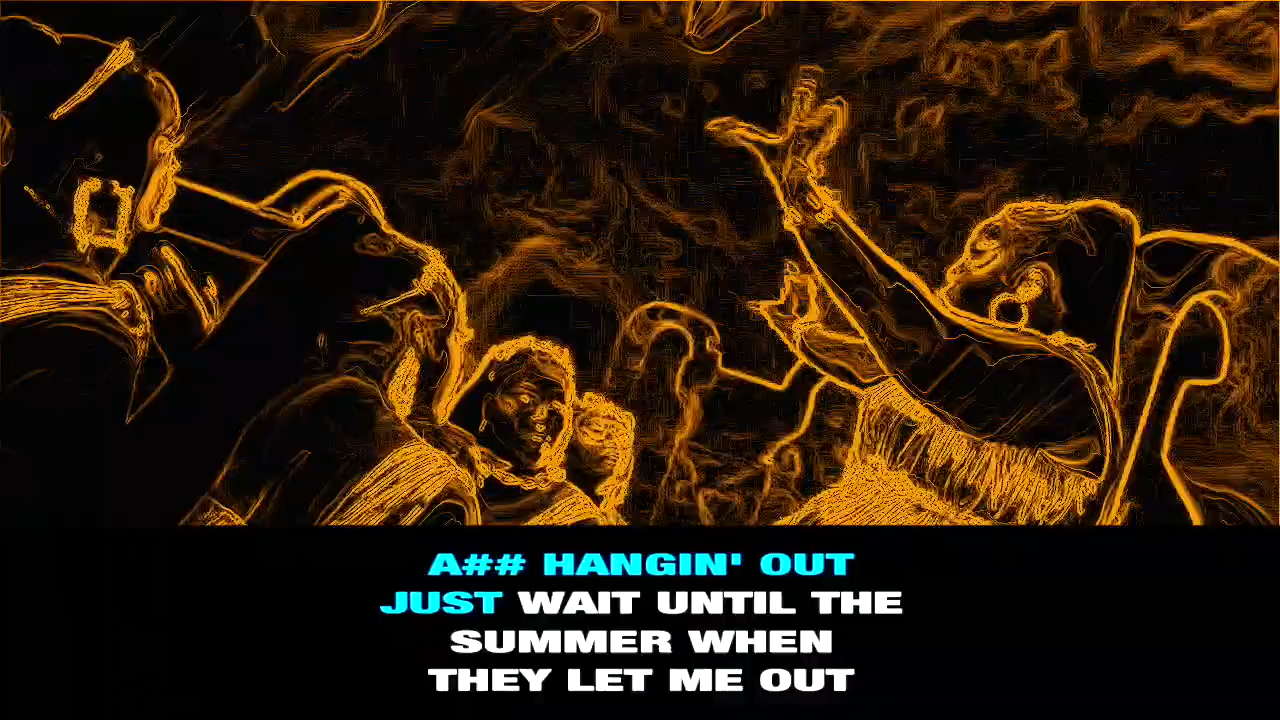 A## HANGIN' OUT
JUST WAIT UNTIL THE
SUMMER WHEN
THEY LET ME OUT